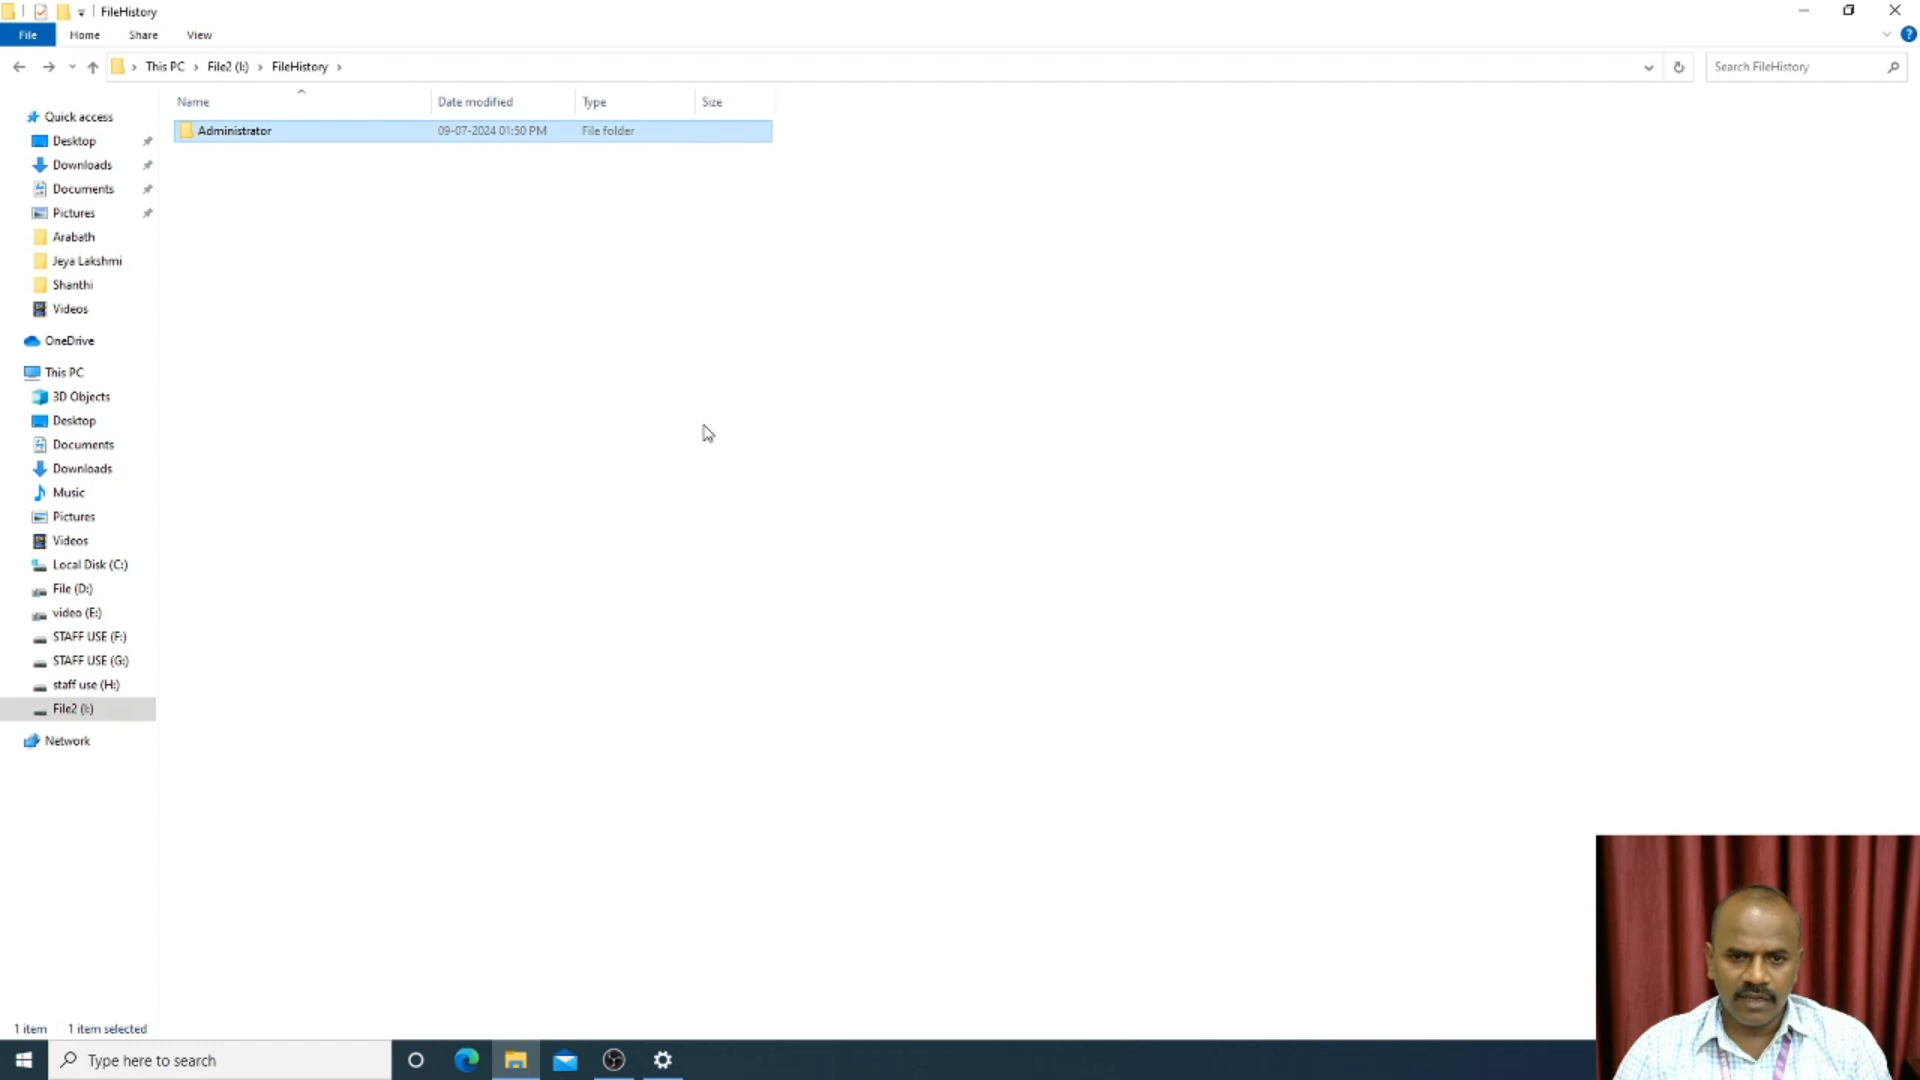 FileHistory
File Home Share View
This PC File2 (I:) FileHistory
Search FileHistory
Name Date modified Type Size
Administrator 09-07-2024 01:50 PM File folder
Quick access
Desktop
Downloads
Documents
Pictures
Arabath
Jeya Lakshmi
Shanthi
Videos
OneDrive
This PC
3D Objects
Desktop
Documents
Downloads
Music
Pictures
Videos
Local Disk (C:)
File (D:)
video (E:)
STAFF USE (F:)
STAFF USE (G:)
staff use (H:)
File2 (I:)
Network
1 item 1 item selected
Type here to search